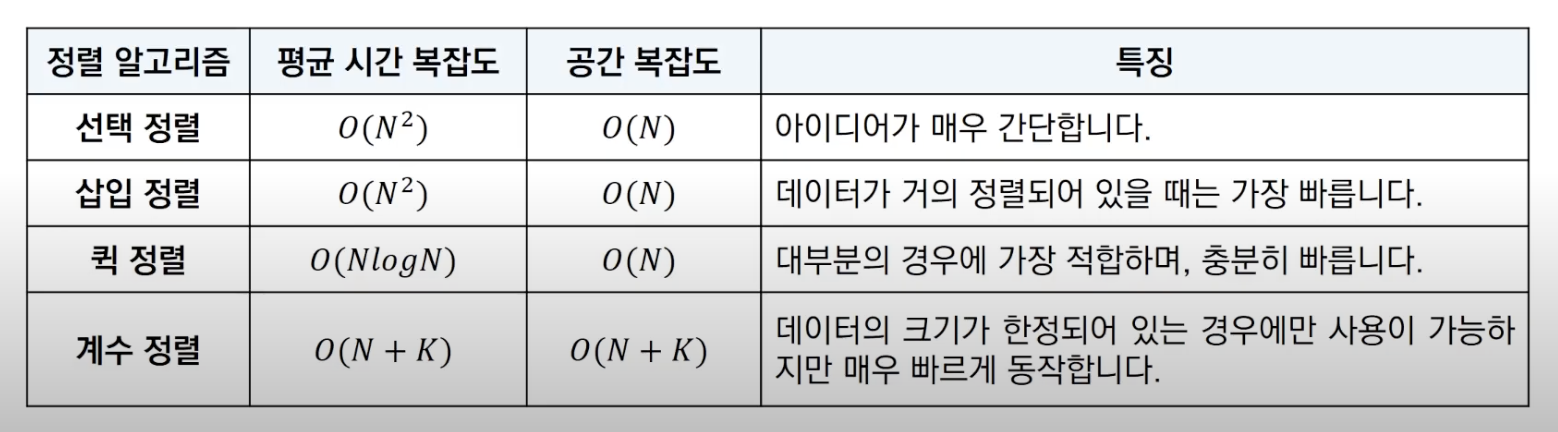 정렬 알고리즘 평균 시간 복잡도 공간 복잡도 특징
선택 정렬 O(N²) O(N) 아이디어가 매우 간단합니다.
삽입 정렬 O(N²) O(N) 데이터가 거의 정렬되어 있을 때는 가장 빠릅니다.
퀵 정렬 O(NlogN) O(N) 대부분의 경우에 가장 적합하며, 충분히 빠릅니다.
계수 정렬 O(N + K) O(N + K) 데이터의 크기가 한정되어 있는 경우에만 사용이 가능하
지만 매우 빠르게 동작합니다.